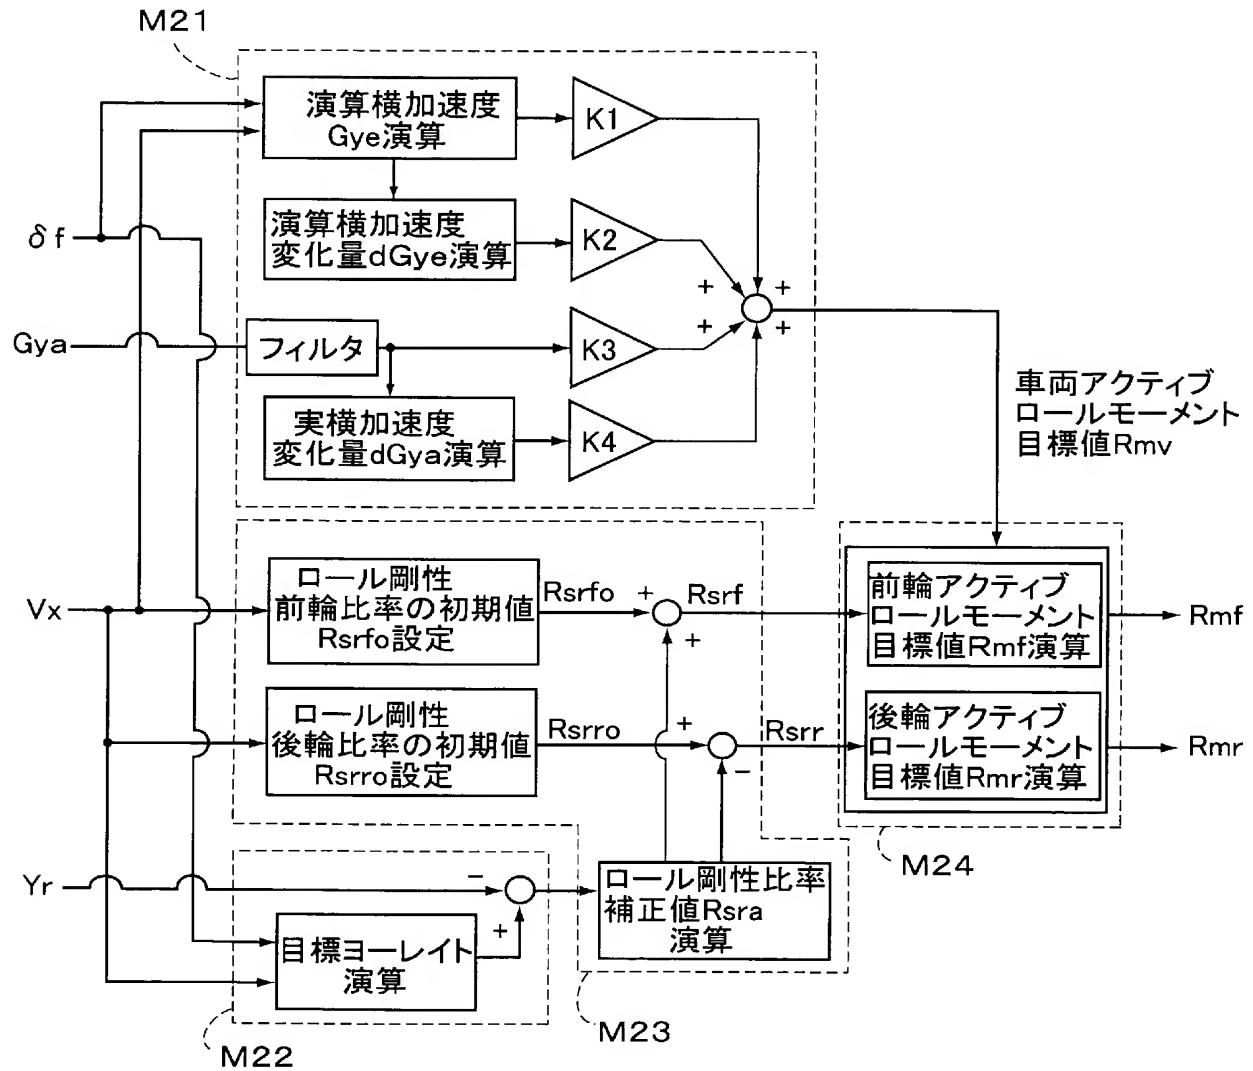 M21
演算横加速度
Gye演算
K1
δf
演算横加速度
変化量dGye演算
K2
+
+
+
+
Gya
フィルタ
K3
実横加速度
変化量dGya演算
K4
車両アクティブ
ロールモーメント
目標値Rmv
Vx
ロール剛性
前輪比率の初期値
Rsrfo設定
Rsrfo
+
+
Rsrf
前輪アクティブ
ロールモーメント
目標値Rmf演算
Rmf
ロール剛性
後輪比率の初期値
Rsrro設定
Rsrro
+
-
Rsrr
後輪アクティブ
ロールモーメント
目標値Rmr演算
Rmr
M24
Yr
-
+
目標ヨーレイト
演算
ロール剛性比率
補正値Rsra
演算
M22
M23